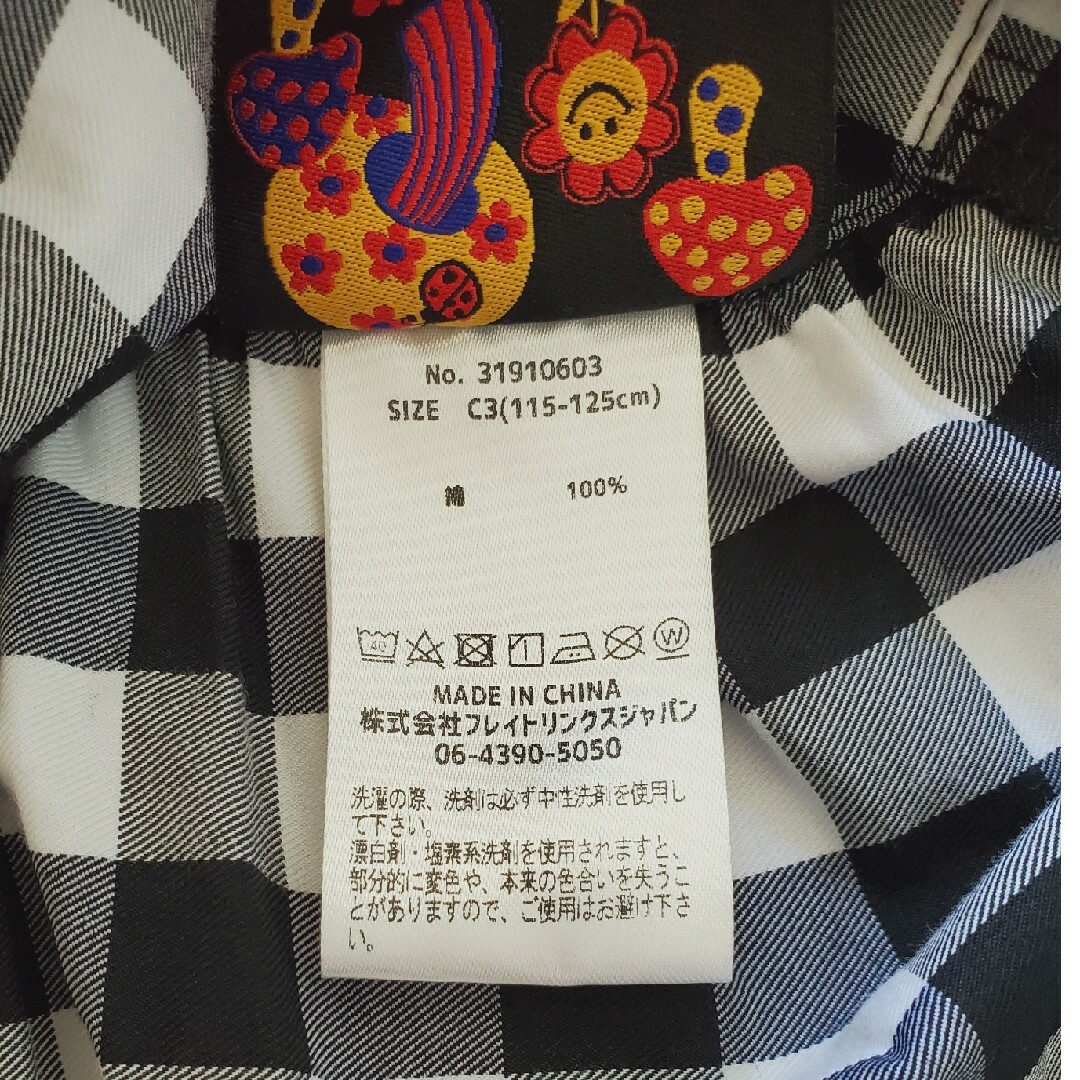 No. 31910603
SIZE C3(115-125cm)
綿 100%
40
W
MADE IN CHINA
株式会社フレイトリンクスジャパン
06-4390-5050
洗濯の際、洗剤は必ず中性洗剤を使用し
て下さい。
漂白剤・塩素系洗剤を使用されますと、
部分的に変色や、本来の色合いを失うこ
とがありますので、ご使用はお避け下さ
い。